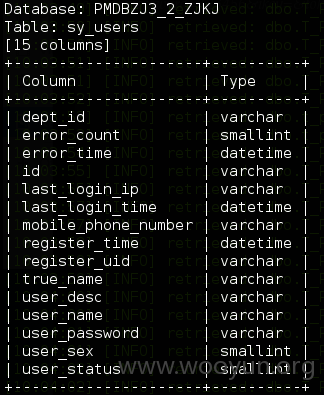 Database: PMDBZJ3_2_ZJKJ
Table: sy_users
[15 columns]
+---------------------+----------+
| Column | Type |
+---------------------+----------+
| dept_id | varchar |
| error_count | smallint |
| error_time | datetime |
| id | varchar |
| last_login_ip | varchar |
| last_login_time | datetime |
| mobile_phone_number | varchar |
| register_time | datetime |
| register_uid | varchar |
| true_name | varchar |
| user_desc | varchar |
| user_name | varchar |
| user_password | varchar |
| user_sex | smallint |
| user_status | smallint |
+---------------------+----------+
www.wooyun.org